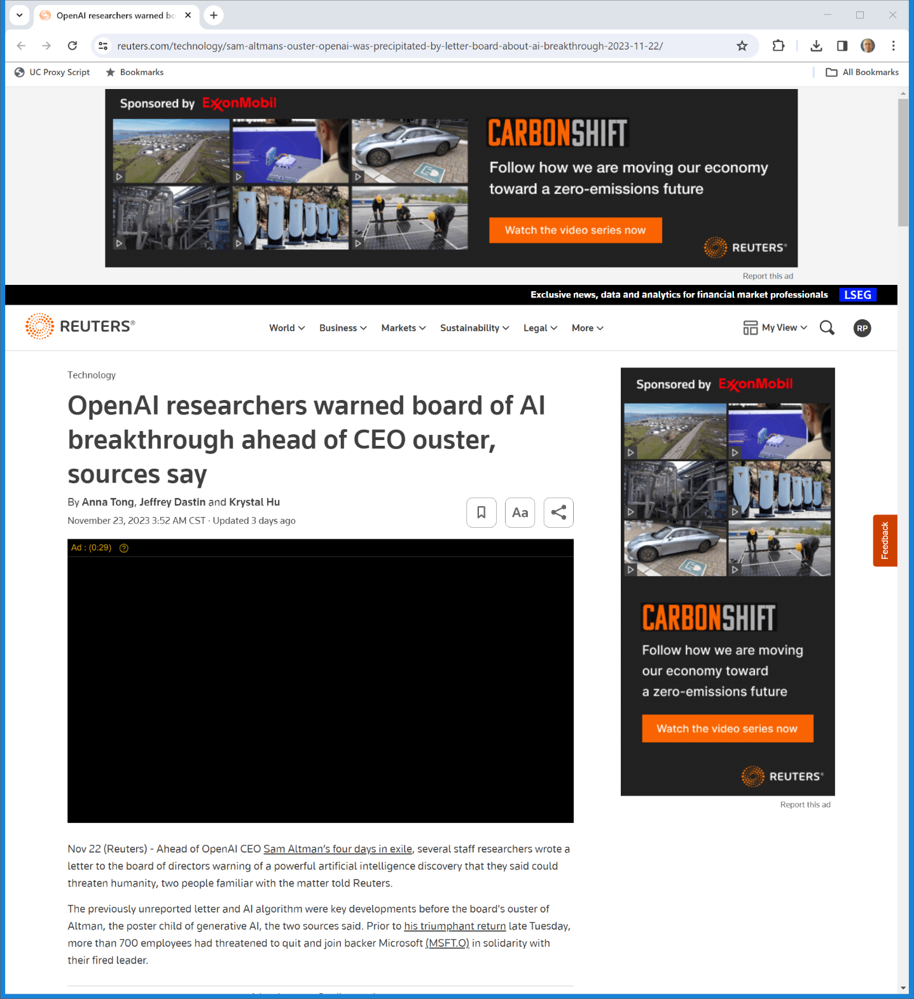 OpenAI researchers warned bo
reuters.com/technology/sam-altmans-ouster-openai-was-precipitated-by-letter-board-about-ai-breakthrough-2023-11-22/
UC Proxy Script
Bookmarks
All Bookmarks
Sponsored by ExxonMobil
CARBONSHIFT
Follow how we are moving our economy
toward a zero-emissions future
Watch the video series now
REUTERS®
Report this ad
Exclusive news, data and analytics for financial market professionals LSEG
REUTERS®
World
Business
Markets
Sustainability
Legal
More
My View
RP
Technology
OpenAI researchers warned board of AI
breakthrough ahead of CEO ouster,
sources say
By Anna Tong, Jeffrey Dastin and Krystal Hu
November 23, 2023 3:52 AM CST · Updated 3 days ago
Aa
Ad : (0:29)
Nov 22 (Reuters) - Ahead of OpenAI CEO Sam Altman’s four days in exile, several staff researchers wrote a
letter to the board of directors warning of a powerful artificial intelligence discovery that they said could
threaten humanity, two people familiar with the matter told Reuters.
The previously unreported letter and AI algorithm were key developments before the board's ouster of
Altman, the poster child of generative AI, the two sources said. Prior to his triumphant return late Tuesday,
more than 700 employees had threatened to quit and join backer Microsoft (MSFT.O) in solidarity with
their fired leader.
Sponsored by ExxonMobil
CARBONSHIFT
Follow how we are moving
our economy toward
a zero-emissions future
Watch the video series now
REUTERS®
Report this ad
Feedback